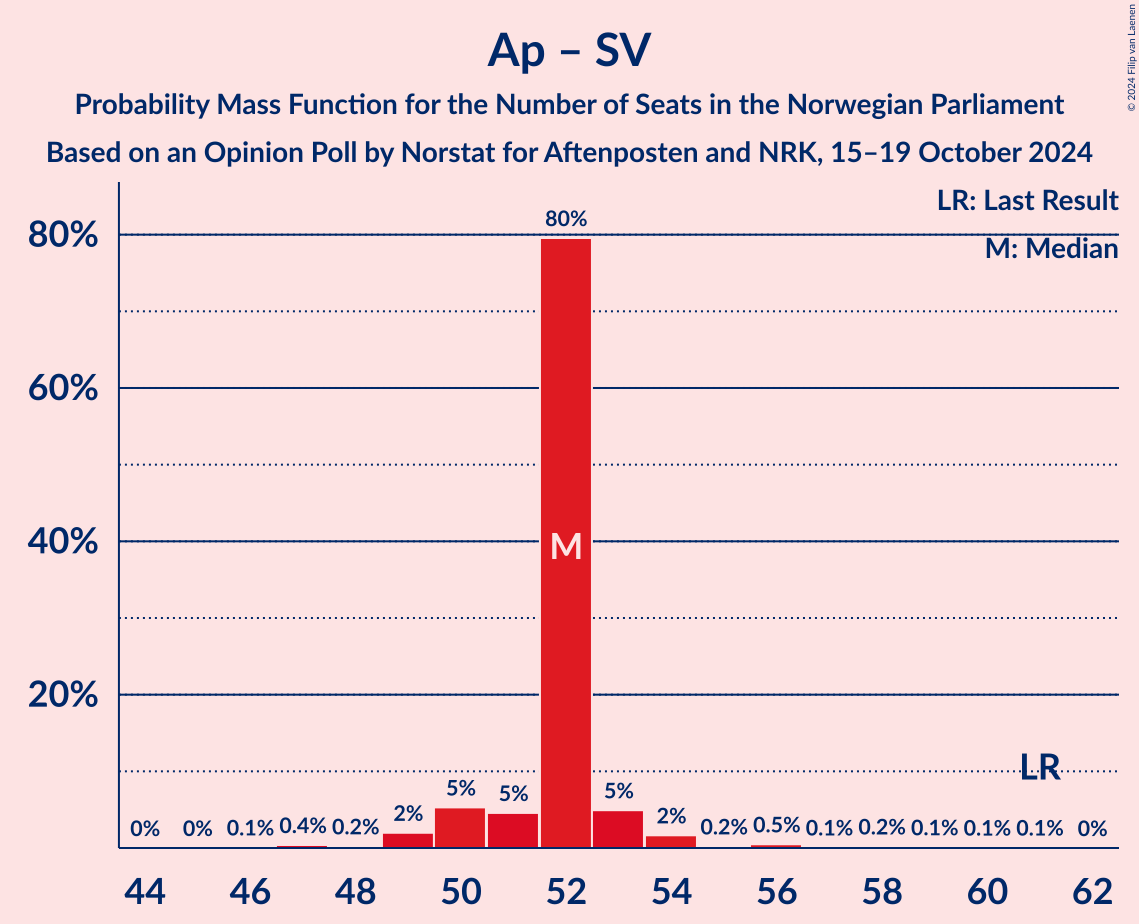 Ap – SV
Probability Mass Function for the Number of Seats in the Norwegian Parliament
Based on an Opinion Poll by Norstat for Aftenposten and NRK, 15–19 October 2024
© 2024 Filip van Laenen
LR: Last Result
M: Median
80%
60%
40%
20%
0% 0% 0.1% 0.4% 0.2% 2% 5% 5% 80% 5% 2% 0.2% 0.5% 0.1% 0.2% 0.1% 0.1% 0.1% 0%
M
LR
44 46 48 50 52 54 56 58 60 62